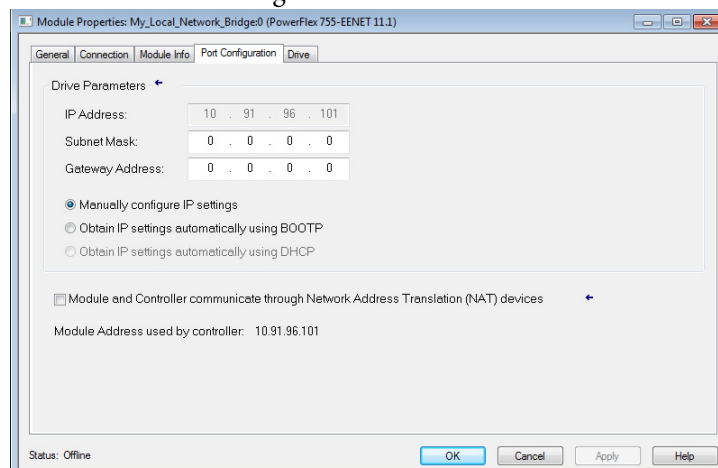 Module Properties: My_Local_Network_Bridge:0 (PowerFlex 755-EENET 11.1)
General Connection Module Info Port Configuration Drive
Drive Parameters
IP Address: 10 . 91 . 96 . 101
Subnet Mask: 0 . 0 . 0 . 0
Gateway Address: 0 . 0 . 0 . 0
Manually configure IP settings
Obtain IP settings automatically using BOOTP
Obtain IP settings automatically using DHCP
Module and Controller communicate through Network Address Translation (NAT) devices
Module Address used by controller: 10.91.96.101
Status: Offline OK Cancel Apply Help